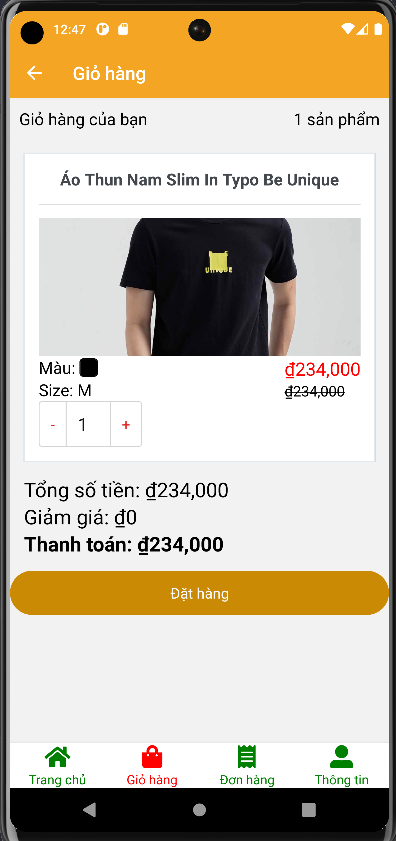 12:47
Giỏ hàng
Giỏ hàng của bạn 1 sản phẩm
Áo Thun Nam Slim In Typo Be Unique
Màu: ₫234,000
Size: M ₫234,000
- 1 +
Tổng số tiền: ₫234,000
Giảm giá: ₫0
Thanh toán: ₫234,000
Đặt hàng
Trang chủ Giỏ hàng Đơn hàng Thông tin